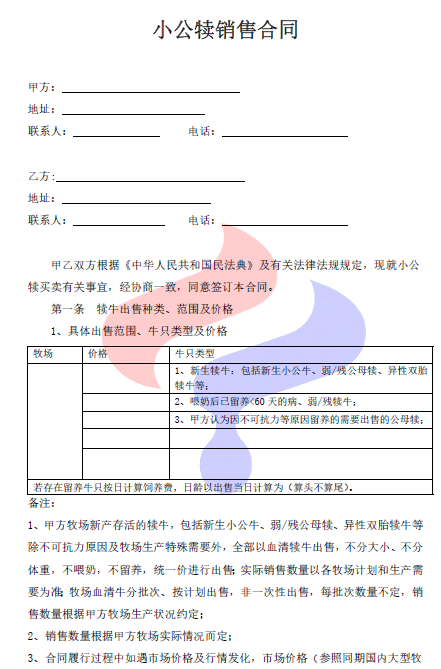 小公犊销售合同
甲方：
地址：
联系人： 电话：
乙方：
地址：
联系人： 电话：
甲乙双方根据《中华人民共和国民法典》及有关法律法规规定，现就小公
犊买卖有关事宜，经协商一致，同意签订本合同。
第一条 犊牛出售种类、范围及价格
1、具体出售范围、牛只类型及价格
牧场 价格 牛只类型
1、新生犊牛：包括新生小公牛、弱/残公母犊、异性双胎
犊牛等；
2、喂奶后已留养<60 天的病、弱/残犊牛；
3、甲方认为因不可抗力等原因留养的需要出售的公母犊；
若存在留养牛只按日计算饲养费，日龄以出售当日计算为（算头不算尾）。
备注：
1、甲方牧场新产存活的犊牛，包括新生小公牛、弱/残公母犊、异性双胎犊牛等
除不可抗力原因及牧场生产特殊需要外，全部以血清犊牛出售，不分大小、不分
体重，不喂奶，不留养，统一价进行出售；实际销售数量以各牧场计划和生产需
要为准；牧场血清牛分批次、按计划出售，非一次性出售，每批次数量不定，销
售数量根据甲方牧场生产状况约定；
2、销售数量根据甲方牧场实际情况而定；
3、合同履行过程中如遇市场价格及行情发化，市场价格（参照同期国内大型牧